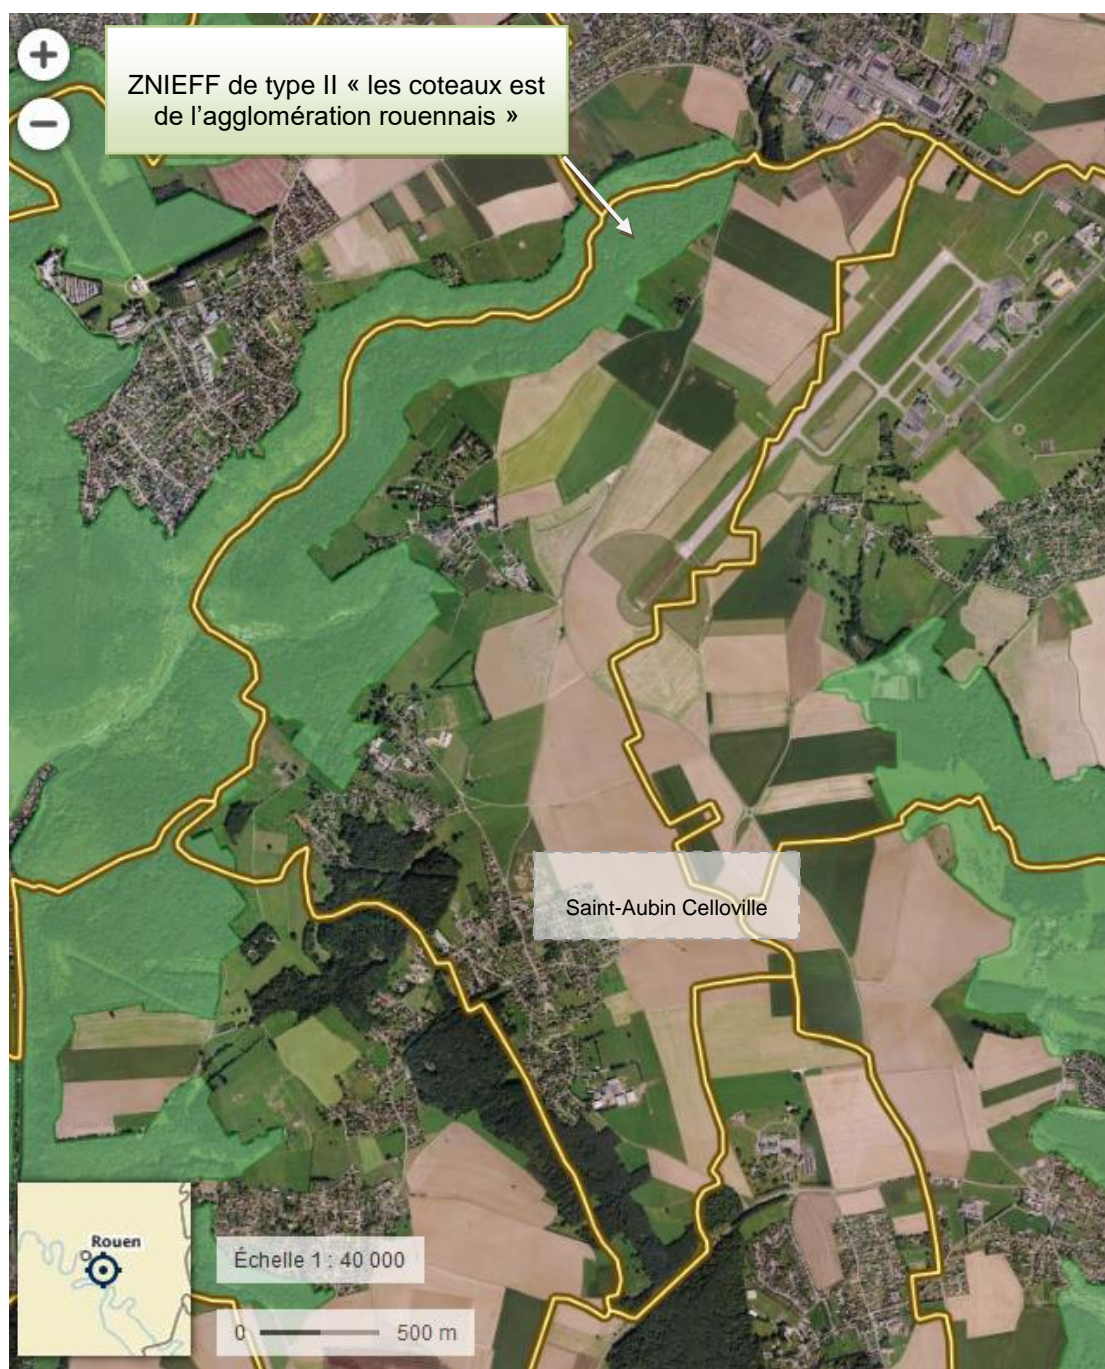 ZNIEFF de type II « les coteaux est
de l’agglomération rouennais »
Saint-Aubin Celloville
Rouen
Échelle 1 : 40 000
0 500 m